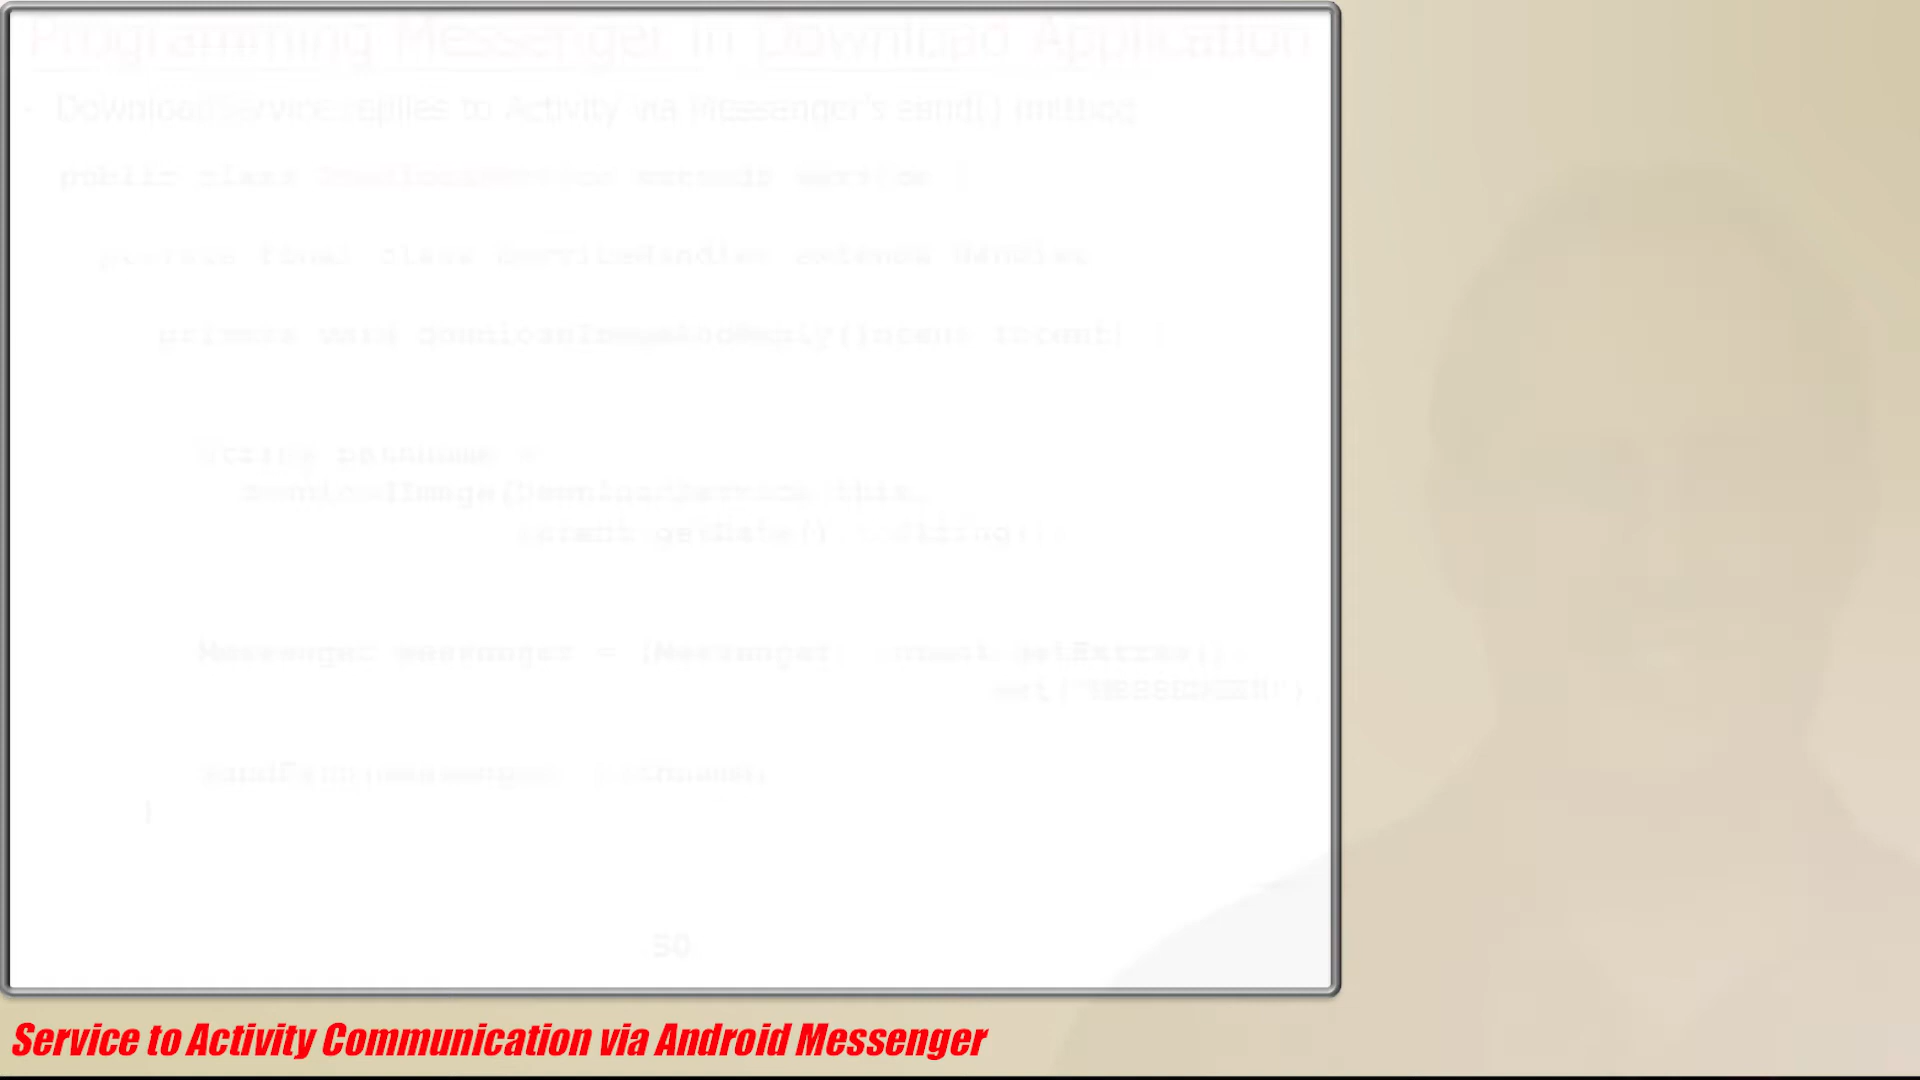 Programming Messenger in Download Application
• DownloadService replies to Activity via Messenger's send() method
public class DownloadService extends Service {
private final class ServiceHandler extends Handler
private void downloadImageAndReply(Intent intent) {
String pathname =
downloadImage(DownloadService.this,
intent.getData().toString());
Messenger messenger = (Messenger) intent.getExtras().
get("MESSENGER");
sendPath(messenger, pathname)
}
50
Service to Activity Communication via Android Messenger